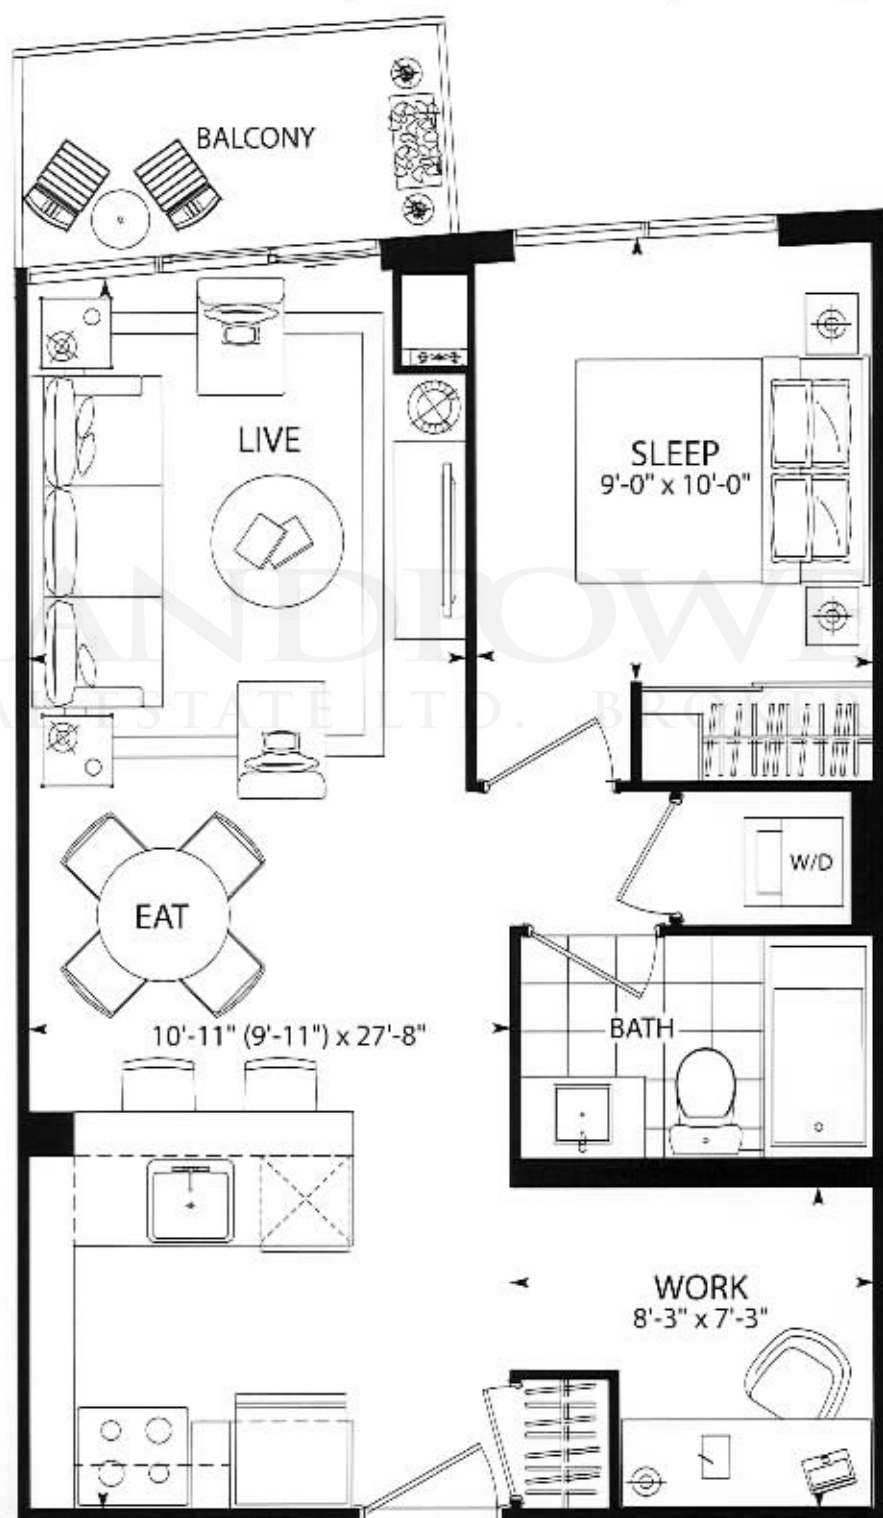 BALCONY
LIVE
SLEEP
9'-0" x 10'-0"
W/D
EAT
10'-11" (9'-11") x 27'-8"
BATH
WORK
8'-3" x 7'-3"